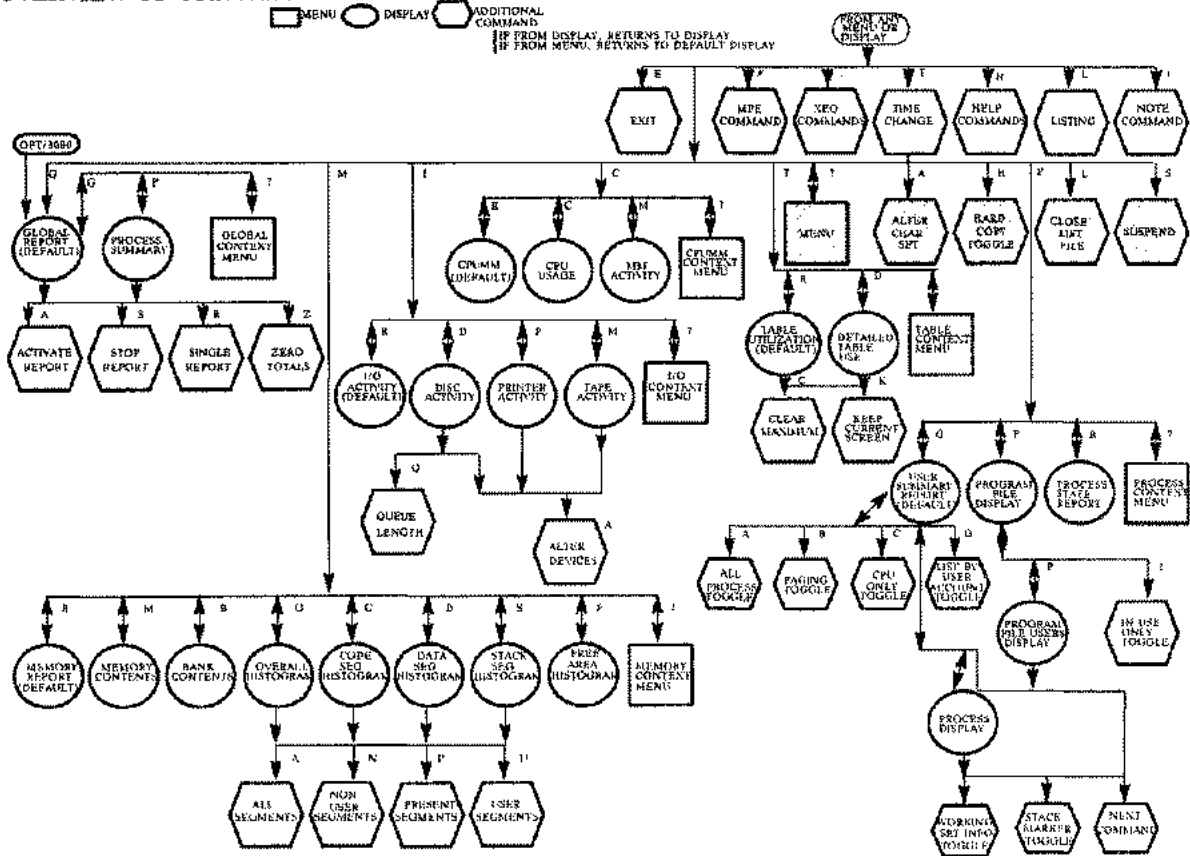 MENU DISPLAY ADDITIONAL COMMAND
IF FROM DISPLAY, RETURNS TO DISPLAY
IF FROM MENU, RETURNS TO DEFAULT DISPLAY
FROM ANY
MENU OR
DISPLAY
E T H L
EXIT
MPE
COMMAND
XEQ
COMMANDS
TIME
CHANGE
HELP
COMMANDS
LISTING
NOTE
COMMAND
OPT/3000
G M I C T ? A H P L S
G P ?
GLOBAL
REPORT
(DEFAULT)
PROCESS
SUMMARY
GLOBAL
CONTEXT
MENU
MENU
ALTER
CHAR
SET
HARD
COPY
TOGGLE
CLOSE
LIST
FILE
SUSPEND
R C M ?
CPUMM
(DEFAULT)
CPU
USAGE
ACTIVITY
CPUMM
CONTEXT
MENU
A S R Z
ACTIVATE
REPORT
STOP
REPORT
SINGLE
REPORT
ZERO
TOTALS
R D P M ?
I/O
ACTIVITY
(DEFAULT)
DISC
ACTIVITY
PRINTER
ACTIVITY
TAPE
ACTIVITY
I/O
CONTEXT
MENU
R D
TABLE
UTILIZATION
(DEFAULT)
DETAILED
TABLE
USE
TABLE
CONTEXT
MENU
C K
CLEAR
MAXIMUM
KEEP
CURRENT
SCREEN
Q
QUEUE
LENGTH
A
ALTER
DEVICES
G P R ?
USER
SUMMARY
REPORT
(DEFAULT)
PROGRAM
FILE
DISPLAY
PROCESS
STATE
REPORT
PROCESS
CONTEXT
MENU
A B C G
ALL
PROCESS
TOGGLE
PAGING
TOGGLE
CPU
ONLY
TOGGLE
LIST BY
USER
ACCOUNT
TOGGLE
P
PROGRAM
FILE USERS
DISPLAY
IN USE
ONLY
TOGGLE
R M B O C D S F
MEMORY
REPORT
(DEFAULT)
MEMORY
CONTENTS
BANK
CONTENTS
OVERALL
HISTOGRAM
CODE
SEG
HISTOGRAM
DATA
SEG
HISTOGRAM
STACK
SEG
HISTOGRAM
FREE
AREA
HISTOGRAM
MEMORY
CONTEXT
MENU
A N P U
ALL
SEGMENTS
NON
USER
SEGMENTS
PRESENT
SEGMENTS
USER
SEGMENTS
PROCESS
DISPLAY
WORKING
SET INFO
TOGGLE
STACK
MARKER
TOGGLE
NEXT
COMMAND